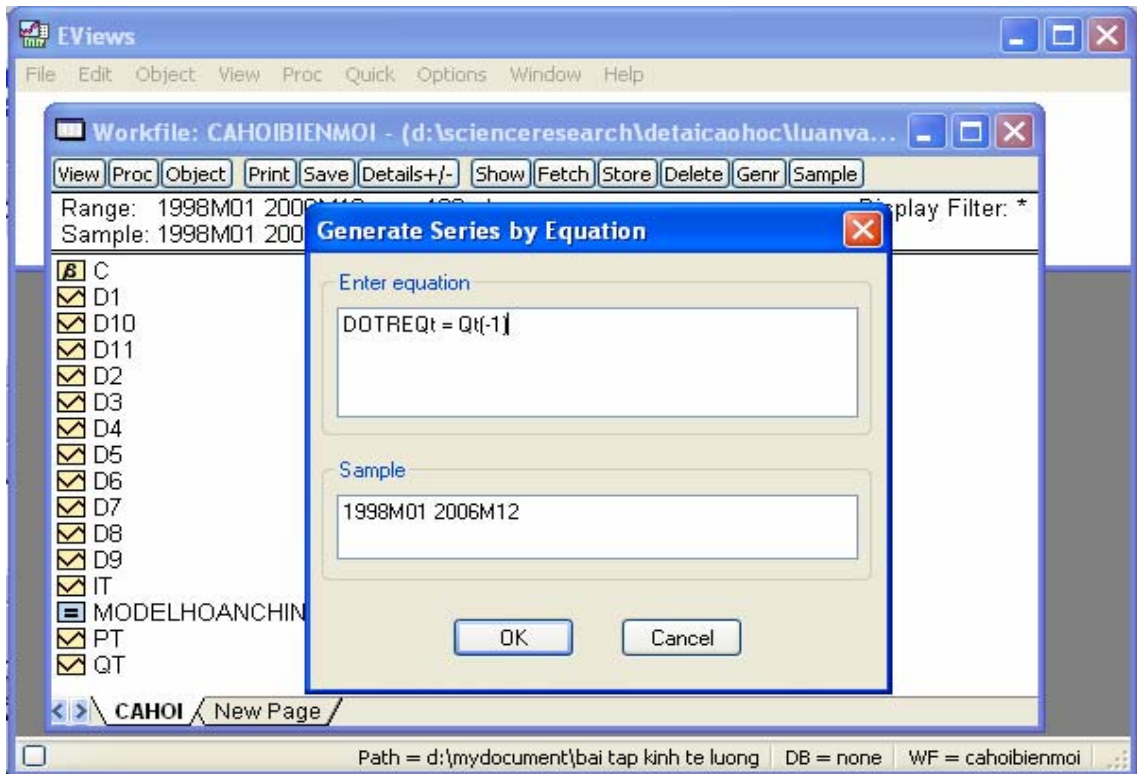 EViews
File Edit Object View Proc Quick Options Window Help
Workfile: CAHOIBIENMOI - (d:\scienceresearch\detaicaohoc\luanva...
View Proc Object Print Save Details+/- Show Fetch Store Delete Genr Sample
Range: 1998M01
Display Filter: *
Sample: 1998M01
Generate Series by Equation
Enter equation
DOTREQt = Qt(-1)
Sample
1998M01 2006M12
OK Cancel
C
D1
D10
D11
D2
D3
D4
D5
D6
D7
D8
D9
IT
MODELHOANCHIN
PT
QT
CAHOI New Page
Path = d:\mydocument\bai tap kinh te luong DB = none WF = cahoibienmoi